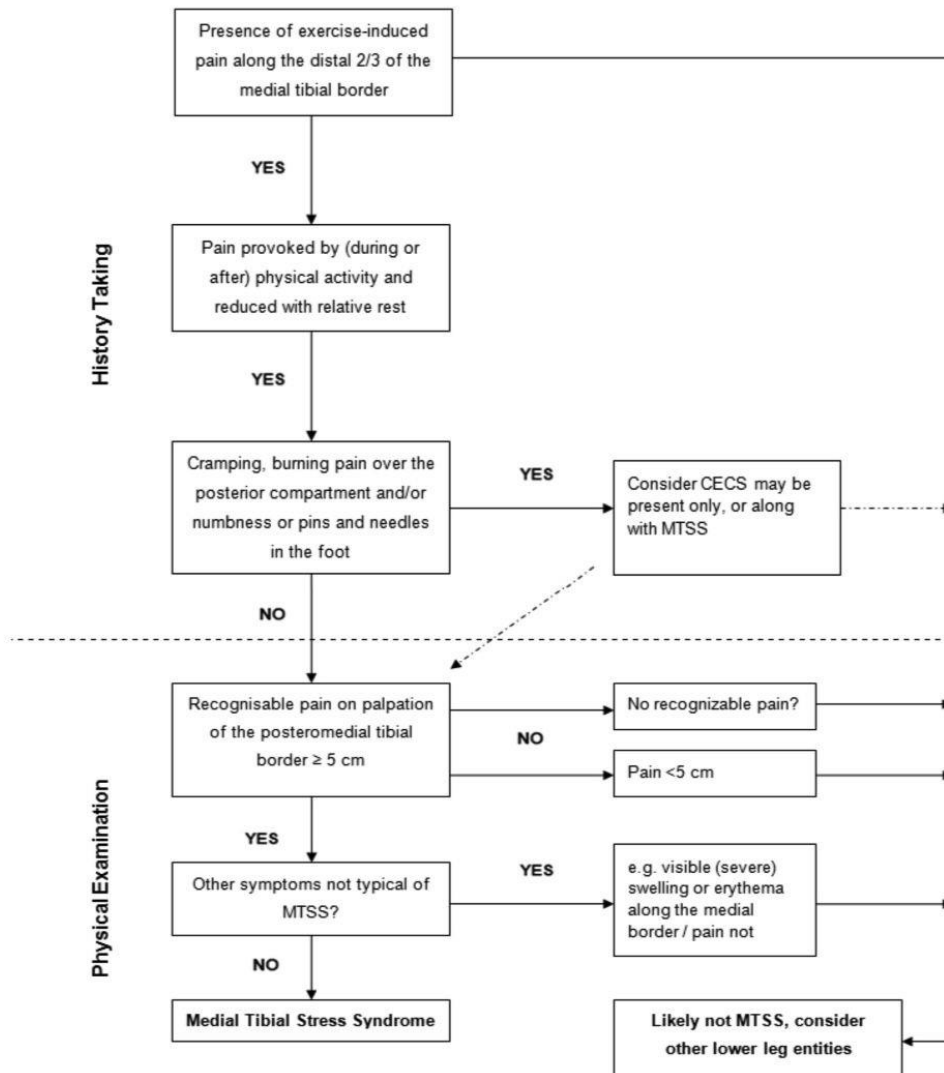 Presence of exercise-induced
pain along the distal 2/3 of the
medial tibial border
YES
History Taking
Pain provoked by (during or
after) physical activity and
reduced with relative rest
YES
Cramping, burning pain over the
posterior compartment and/or
numbness or pins and needles
in the foot
YES
Consider CECS may be
present only, or along
with MTSS
NO
Physical Examination
Recognisable pain on palpation
of the posteromedial tibial
border ≥ 5 cm
NO
No recognizable pain?
Pain <5 cm
YES
Other symptoms not typical of
MTSS?
YES
e.g. visible (severe)
swelling or erythema
along the medial
border / pain not
NO
Medial Tibial Stress Syndrome
Likely not MTSS, consider
other lower leg entities